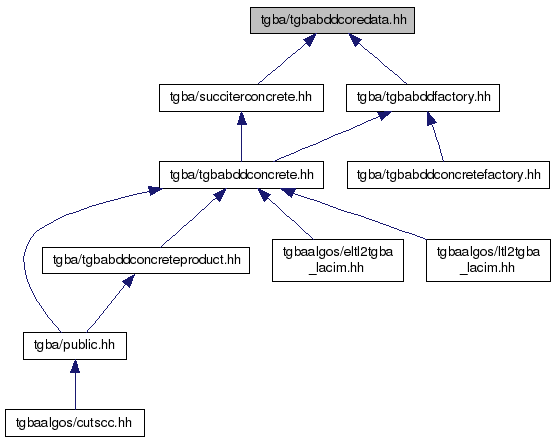 tgba/tgbabddcoredata.hh
tgba/succiterconcrete.hh
tgba/tgbabddfactory.hh
tgba/tgbabddconcrete.hh
tgba/tgbabddconcretefactory.hh
tgba/tgbabddconcreteproduct.hh
tgbaalgos/eltl2tgba
_lacim.hh
tgbaalgos/ltl2tgba
_lacim.hh
tgba/public.hh
tgbaalgos/cutscc.hh